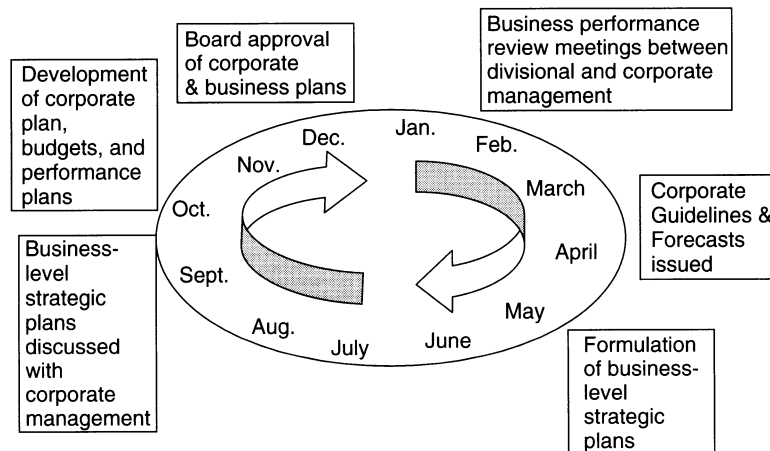 Board approval
of corporate
& business plans
Business performance
review meetings between
divisional and corporate
management
Development
of corporate
plan,
budgets, and
performance
plans
Jan.
Feb.
March
April
May
June
July
Aug.
Sept.
Oct.
Nov.
Dec.
Corporate
Guidelines &
Forecasts
issued
Business-
level
strategic
plans
discussed
with
corporate
management
Formulation
of business-
level
strategic
plans